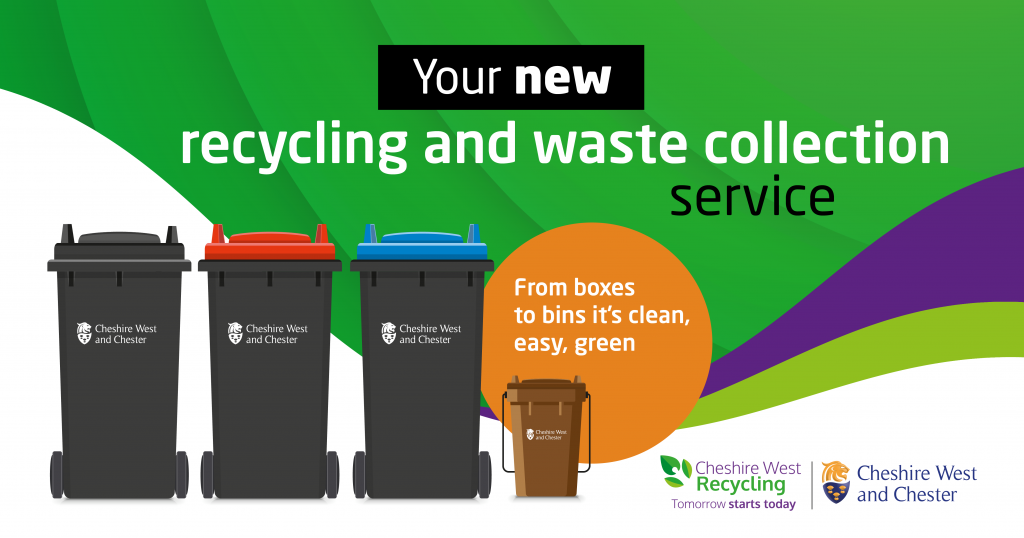 Your new
recycling and waste collection
service
From boxes
to bins it's clean,
easy, green
Cheshire West
and Chester
Cheshire West
and Chester
Cheshire West
and Chester
Cheshire West
and Chester
Cheshire West
Recycling
Tomorrow starts today
Cheshire West
and Chester